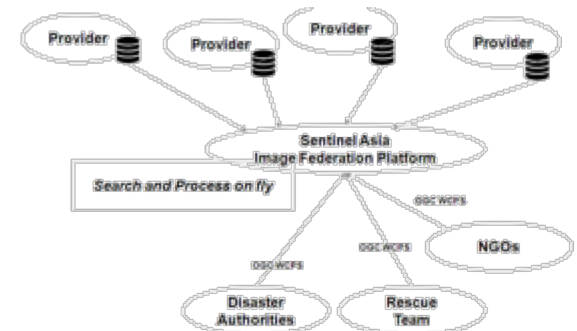 Provider
Provider
Provider
Provider
Sentinel Asia
Image Federation Platform
Search and Process on fly
OGC WCPS
NGOs
OGC WCPS
OGC WCPS
Disaster
Authorities
Rescue
Team